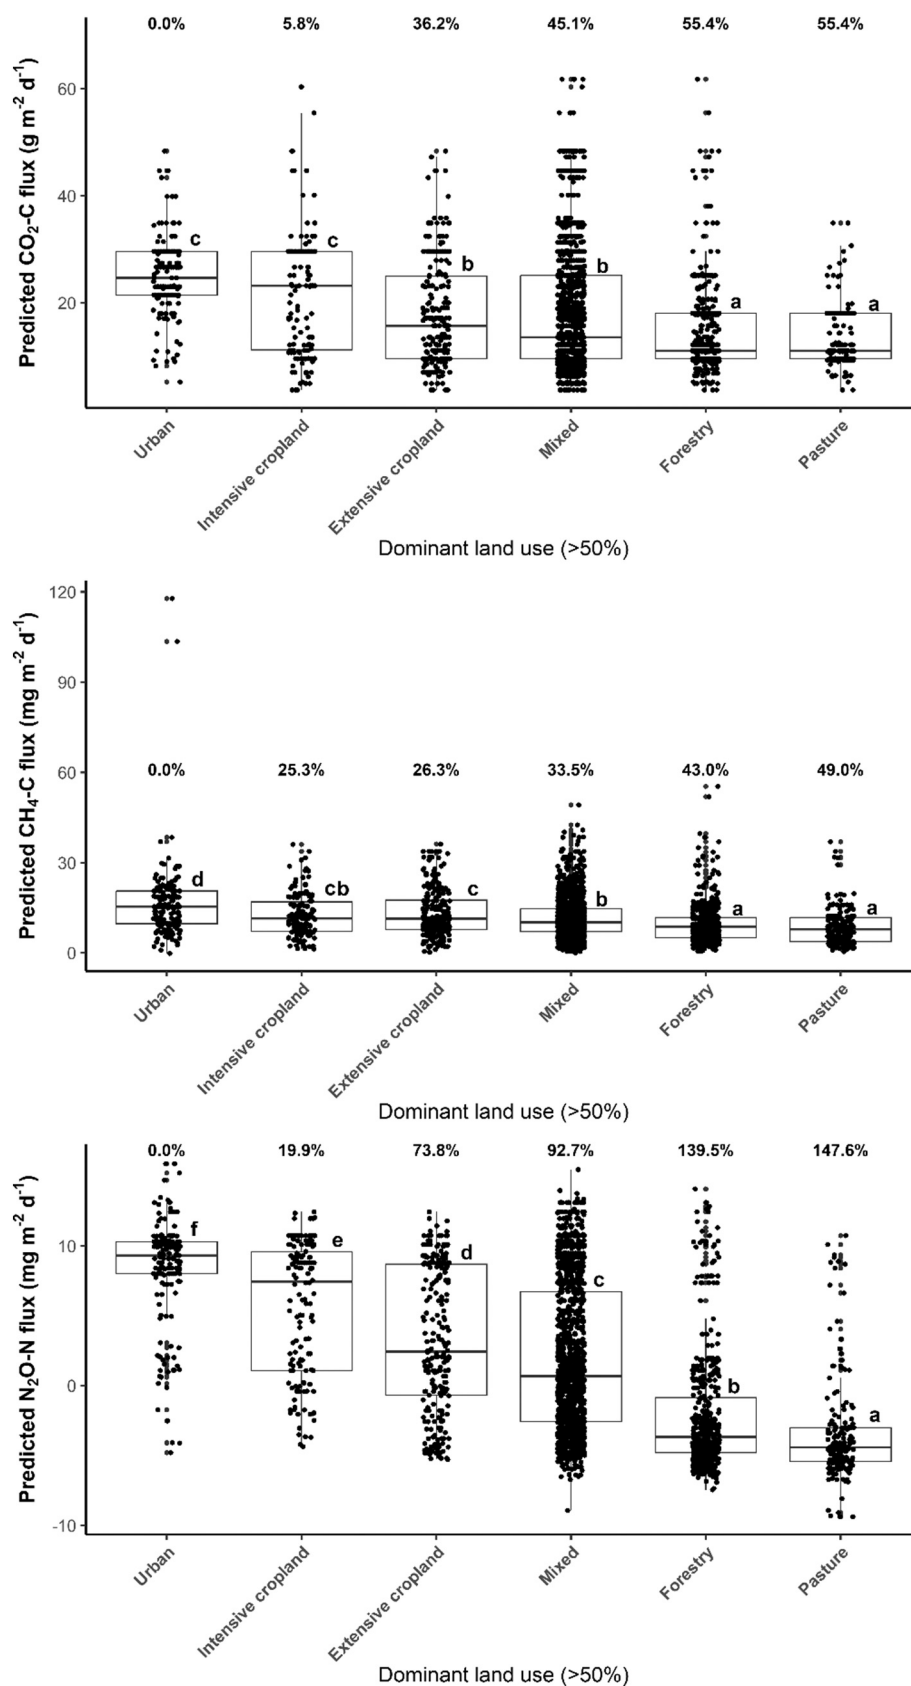 0.0% 5.8% 36.2% 45.1% 55.4% 55.4%
Predicted CO₂-C flux (g m⁻² d⁻¹)
60
40
20
c c b b a a
Urban Intensive cropland Extensive cropland Mixed Forestry Pasture
Dominant land use (>50%)
120
90
60
30
0
Predicted CH₄-C flux (mg m⁻² d⁻¹)
0.0% 25.3% 26.3% 33.5% 43.0% 49.0%
d cb c b a a
Urban Intensive cropland Extensive cropland Mixed Forestry Pasture
Dominant land use (>50%)
0.0% 19.9% 73.8% 92.7% 139.5% 147.6%
Predicted N₂O-N flux (mg m⁻² d⁻¹)
10
0
-10
f e d c b a
Urban Intensive cropland Extensive cropland Mixed Forestry Pasture
Dominant land use (>50%)